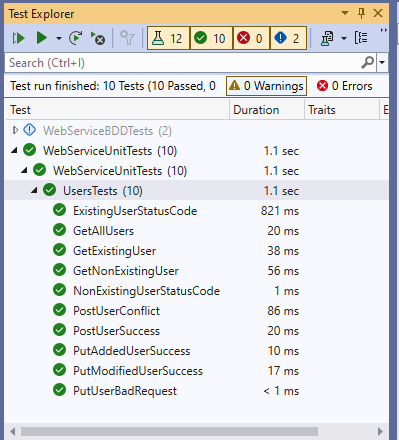 Test Explorer
12 10 0 2
Search (Ctrl+I)
Test run finished: 10 Tests (10 Passed, 0 0 Warnings 0 Errors
Test Duration Traits E
WebServiceBDDTests (2)
WebServiceUnitTests (10) 1.1 sec
WebServiceUnitTests (10) 1.1 sec
UsersTests (10) 1.1 sec
ExistingUserStatusCode 821 ms
GetAllUsers 20 ms
GetExistingUser 38 ms
GetNonExistingUser 56 ms
NonExistingUserStatusCode 1 ms
PostUserConflict 86 ms
PostUserSuccess 20 ms
PutAddedUserSuccess 10 ms
PutModifiedUserSuccess 17 ms
PutUserBadRequest < 1 ms